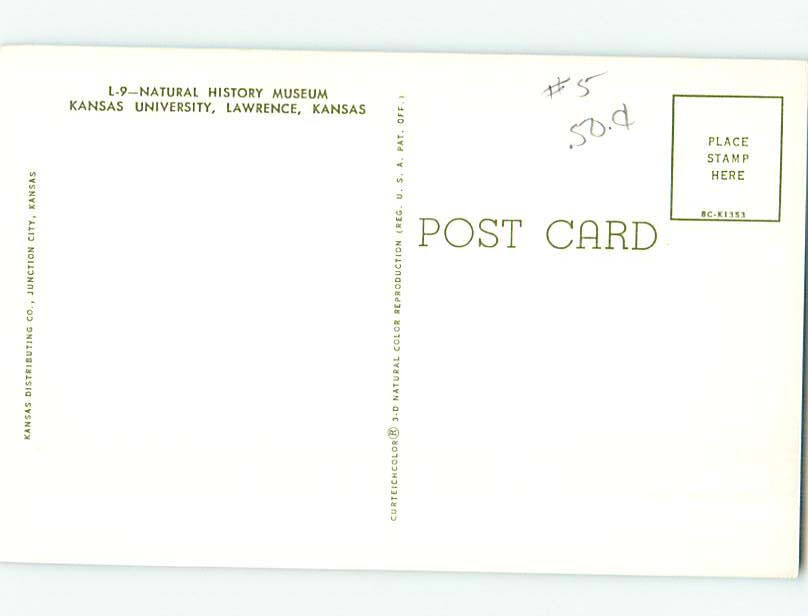 L-9—NATURAL HISTORY MUSEUM
KANSAS UNIVERSITY, LAWRENCE, KANSAS
KANSAS DISTRIBUTING CO., JUNCTION CITY, KANSAS
CURTEICHCOLOR® 3-D NATURAL COLOR REPRODUCTION (REG. U. S. A. PAT. OFF.)
# 5
.50.¢
POST CARD
PLACE
STAMP
HERE
8C-K1353